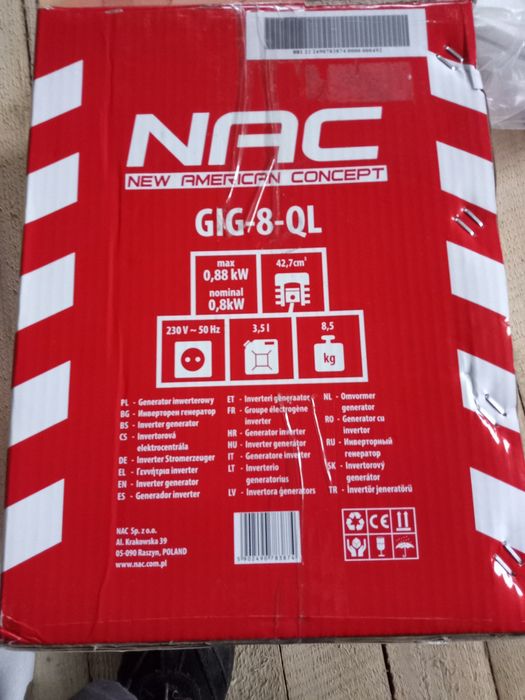 NAC
NEW AMERICAN CONCEPT
GIG-8-QL
max
0,88 kW
nominal
0,8kW
42,7cm³
230 V ~ 50 Hz
3,5 l
8,5
kg
PL - Generator inwerterowy
BG - Инверторен генератор
BS - Inverter generator
CS - Invertorová
elektrocentrála
DE - Inverter Stromerzeuger
EL - Γεννήτρια inverter
EN - Inverter generator
ES - Generador inverter
ET - Inverteri generaator
FR - Groupe électrogène
inverter
HR - Generator inverter
HU - Inverter generátor
IT - Generatore inverter
LT - Inverterio
generatorius
LV - Invertora ģenerators
NL - Omvormer
generator
RO - Generator cu
invertor
RU - Инверторный
генератор
SK - Invertorový
generátor
TR - İnvertör jeneratörü
NAC Sp. z o.o.
Al. Krakowska 39
05-090 Raszyn, POLAND
www.nac.com.pl
5902490783874
CE